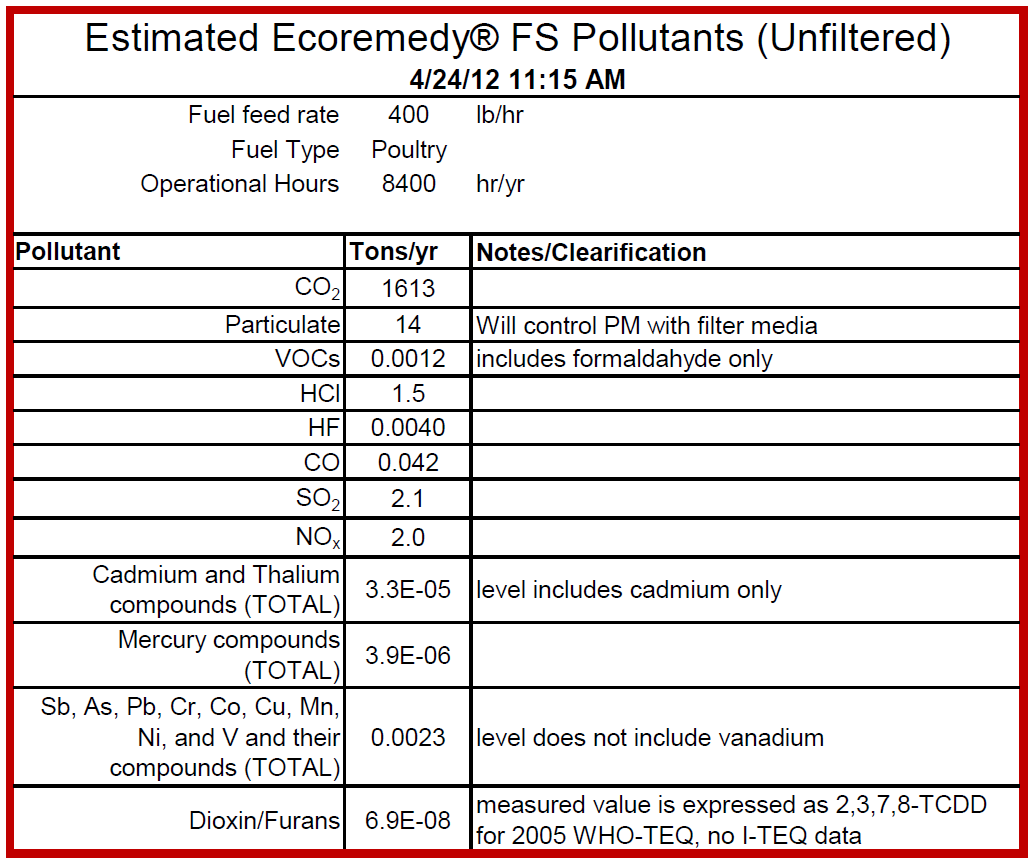 Estimated Ecoremedy® FS Pollutants (Unfiltered)
4/24/12 11:15 AM
Fuel feed rate 400 lb/hr
Fuel Type Poultry
Operational Hours 8400 hr/yr
Pollutant Tons/yr Notes/Clearification
CO₂ 1613
Particulate 14 Will control PM with filter media
VOCs 0.0012 includes formaldahyde only
HCl 1.5
HF 0.0040
CO 0.042
SO₂ 2.1
NOₓ 2.0
Cadmium and Thalium
compounds (TOTAL) 3.3E-05 level includes cadmium only
Mercury compounds
(TOTAL) 3.9E-06
Sb, As, Pb, Cr, Co, Cu, Mn,
Ni, and V and their
compounds (TOTAL) 0.0023 level does not include vanadium
Dioxin/Furans 6.9E-08 measured value is expressed as 2,3,7,8-TCDD
for 2005 WHO-TEQ, no I-TEQ data